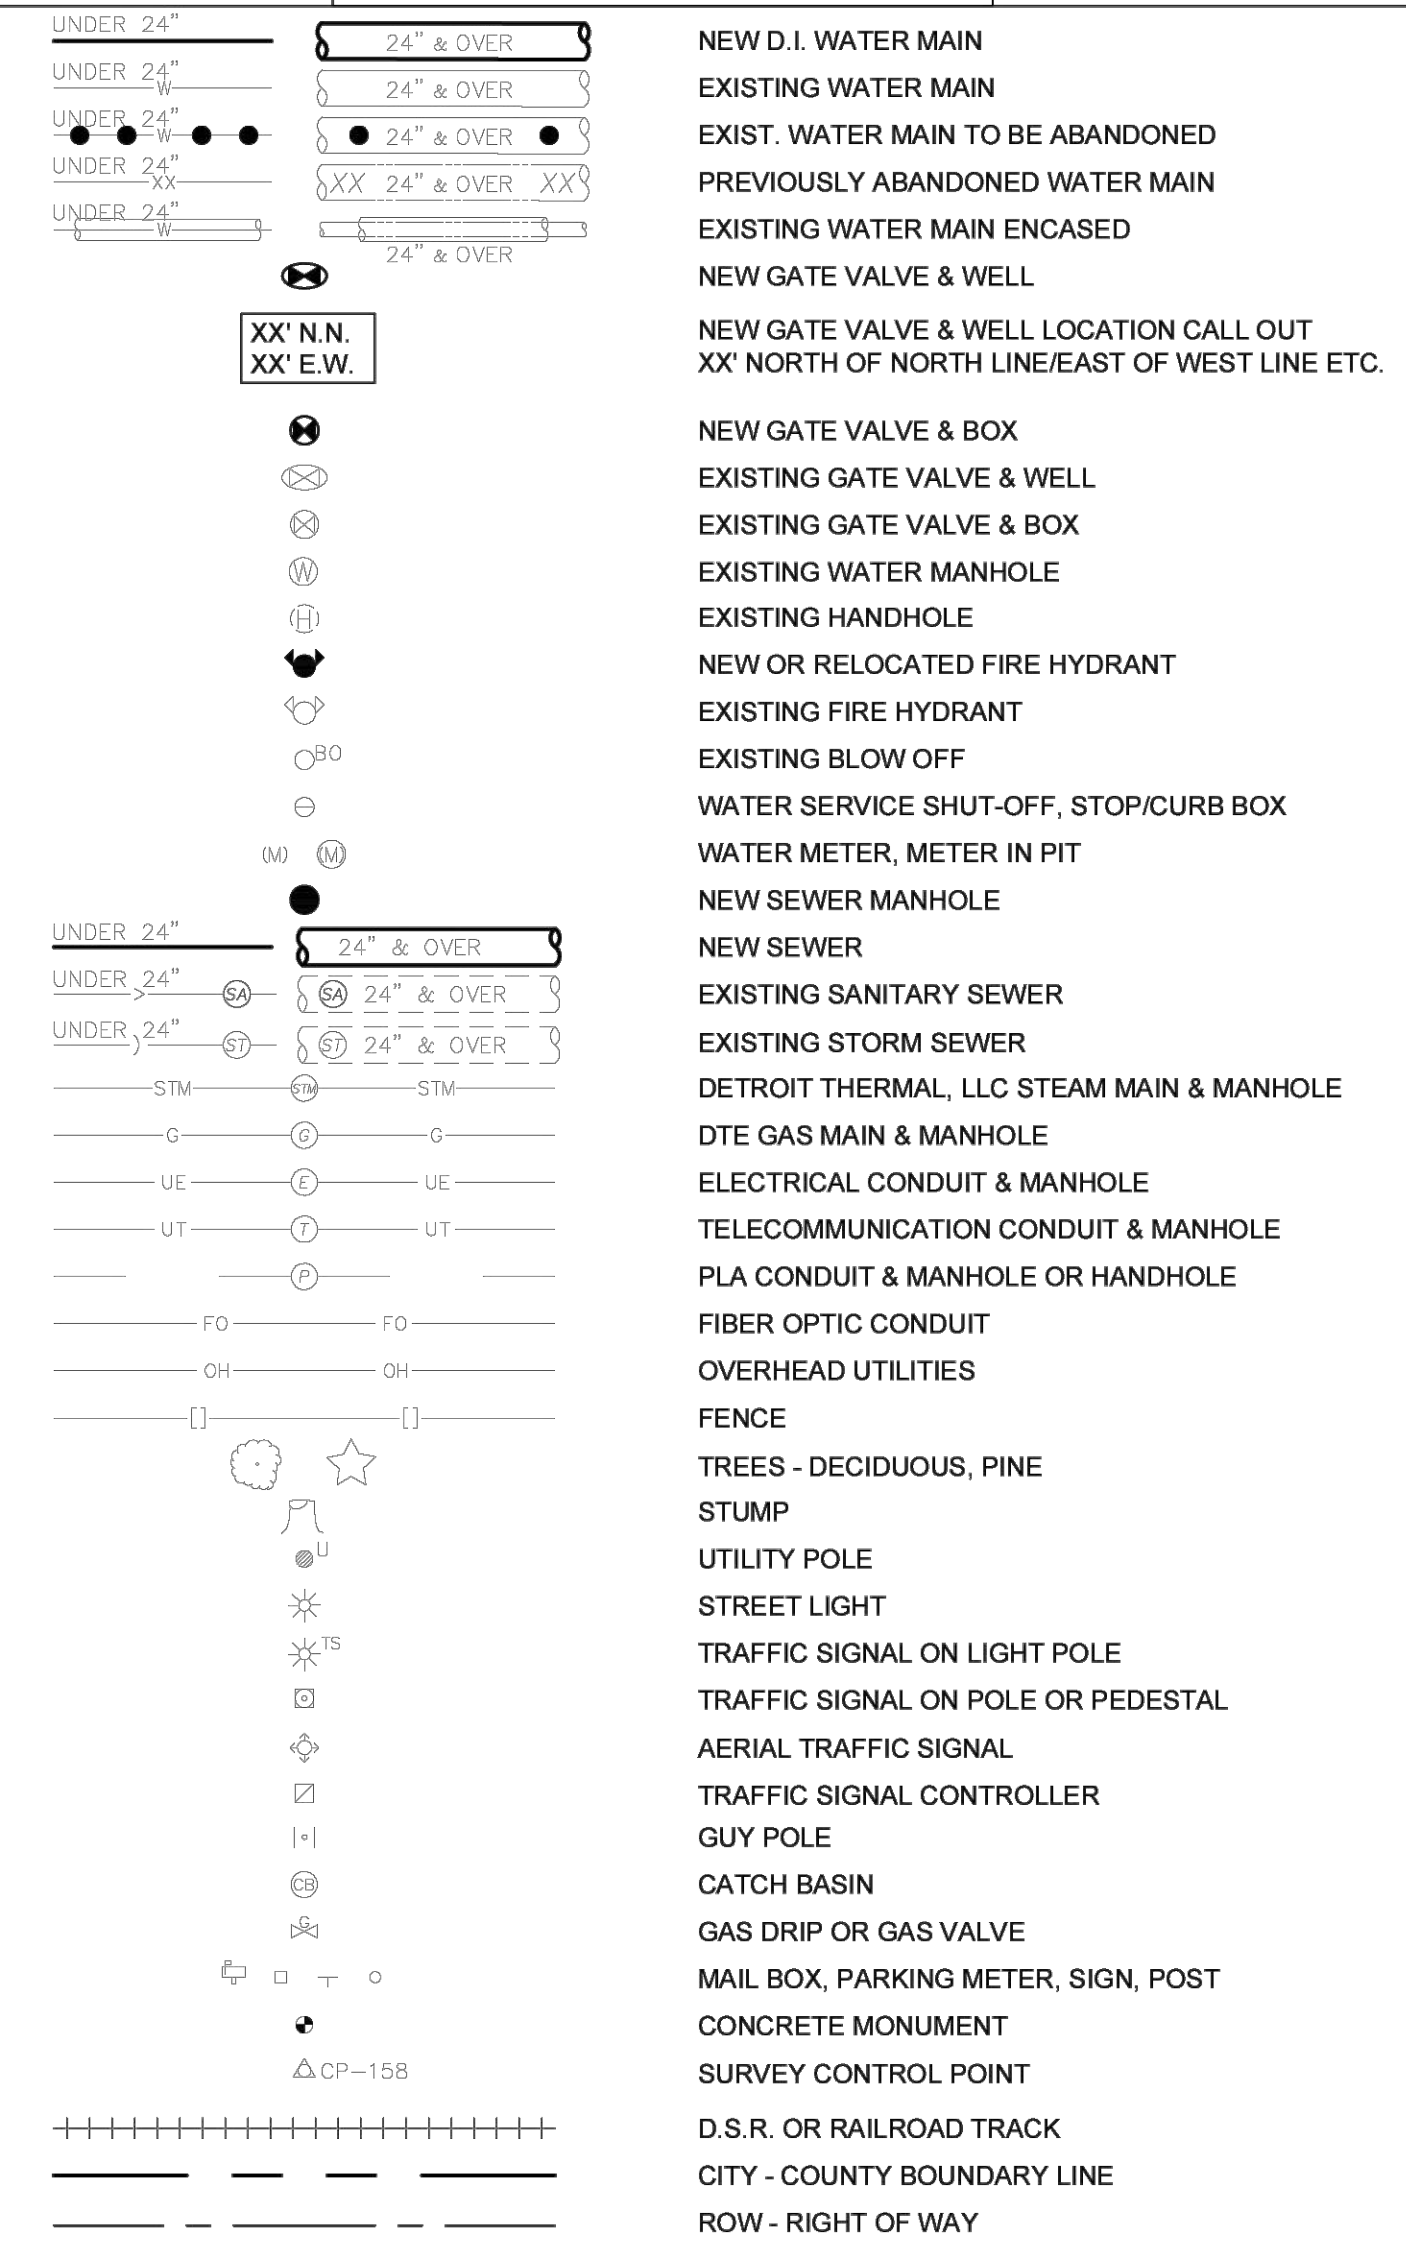 UNDER 24" 24" & OVER NEW D.I. WATER MAIN
UNDER 24" W 24" & OVER EXISTING WATER MAIN
UNDER 24" W 24" & OVER EXIST. WATER MAIN TO BE ABANDONED
UNDER 24" XX XX 24" & OVER XX PREVIOUSLY ABANDONED WATER MAIN
UNDER 24" W 24" & OVER EXISTING WATER MAIN ENCASED
NEW GATE VALVE & WELL
XX' N.N. NEW GATE VALVE & WELL LOCATION CALL OUT
XX' E.W. XX' NORTH OF NORTH LINE/EAST OF WEST LINE ETC.
NEW GATE VALVE & BOX
EXISTING GATE VALVE & WELL
EXISTING GATE VALVE & BOX
W EXISTING WATER MANHOLE
(H) EXISTING HANDHOLE
NEW OR RELOCATED FIRE HYDRANT
EXISTING FIRE HYDRANT
BO EXISTING BLOW OFF
WATER SERVICE SHUT-OFF, STOP/CURB BOX
(M) (M) WATER METER, METER IN PIT
NEW SEWER MANHOLE
UNDER 24" 24" & OVER NEW SEWER
UNDER 24" > SA SA 24" & OVER EXISTING SANITARY SEWER
UNDER 24" ) ST ST 24" & OVER EXISTING STORM SEWER
STM STM STM DETROIT THERMAL, LLC STEAM MAIN & MANHOLE
G G G DTE GAS MAIN & MANHOLE
UE E UE ELECTRICAL CONDUIT & MANHOLE
UT T UT TELECOMMUNICATION CONDUIT & MANHOLE
P PLA CONDUIT & MANHOLE OR HANDHOLE
FO FO FIBER OPTIC CONDUIT
OH OH OVERHEAD UTILITIES
[] [] FENCE
TREES - DECIDUOUS, PINE
STUMP
U UTILITY POLE
STREET LIGHT
TS TRAFFIC SIGNAL ON LIGHT POLE
TRAFFIC SIGNAL ON POLE OR PEDESTAL
AERIAL TRAFFIC SIGNAL
TRAFFIC SIGNAL CONTROLLER
GUY POLE
CB CATCH BASIN
G GAS DRIP OR GAS VALVE
MAIL BOX, PARKING METER, SIGN, POST
CONCRETE MONUMENT
CP-158 SURVEY CONTROL POINT
D.S.R. OR RAILROAD TRACK
CITY - COUNTY BOUNDARY LINE
ROW - RIGHT OF WAY